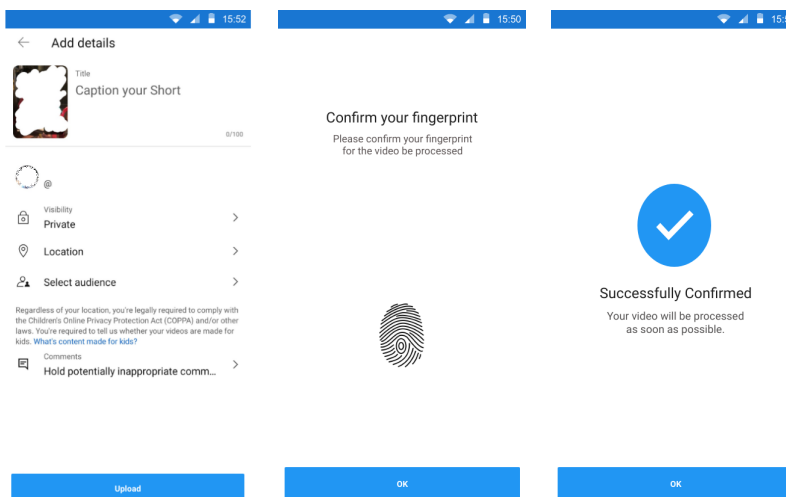 15:52
Add details
Title
Caption your Short
0/100
@
Visibility
Private
Location
Select audience
Regardless of your location, you're legally required to comply with
the Children's Online Privacy Protection Act (COPPA) and/or other
laws. You're required to tell us whether your videos are made for
kids. What's content made for kids?
Comments
Hold potentially inappropriate comm...
Upload
15:50
Confirm your fingerprint
Please confirm your fingerprint
for the video be processed
OK
Successfully Confirmed
Your video will be processed
as soon as possible.
OK